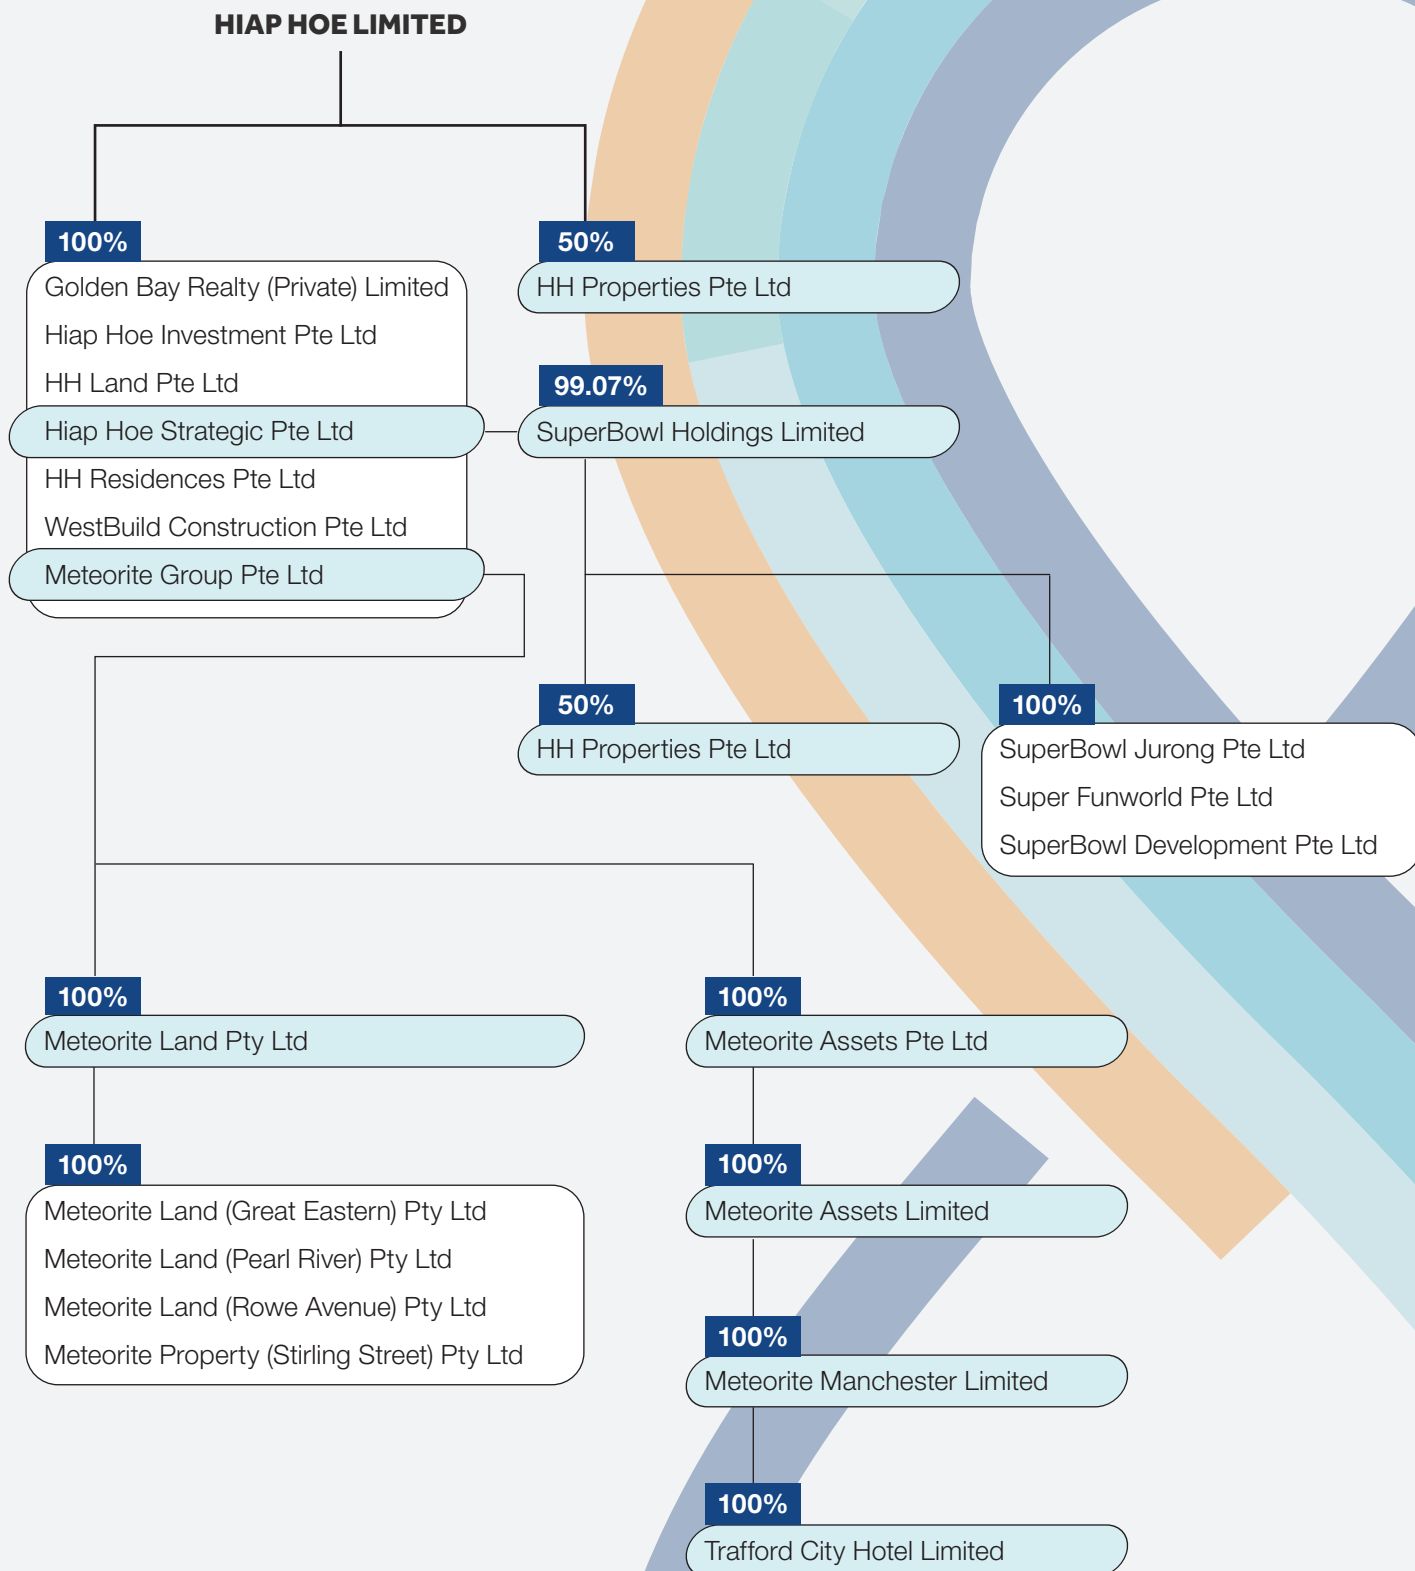 HIAP HOE LIMITED
100%
Golden Bay Realty (Private) Limited
Hiap Hoe Investment Pte Ltd
HH Land Pte Ltd
Hiap Hoe Strategic Pte Ltd
HH Residences Pte Ltd
WestBuild Construction Pte Ltd
Meteorite Group Pte Ltd
50%
HH Properties Pte Ltd
99.07%
SuperBowl Holdings Limited
50%
HH Properties Pte Ltd
100%
SuperBowl Jurong Pte Ltd
Super Funworld Pte Ltd
SuperBowl Development Pte Ltd
100%
Meteorite Land Pty Ltd
100%
Meteorite Land (Great Eastern) Pty Ltd
Meteorite Land (Pearl River) Pty Ltd
Meteorite Land (Rowe Avenue) Pty Ltd
Meteorite Property (Stirling Street) Pty Ltd
100%
Meteorite Assets Pte Ltd
100%
Meteorite Assets Limited
100%
Meteorite Manchester Limited
100%
Trafford City Hotel Limited